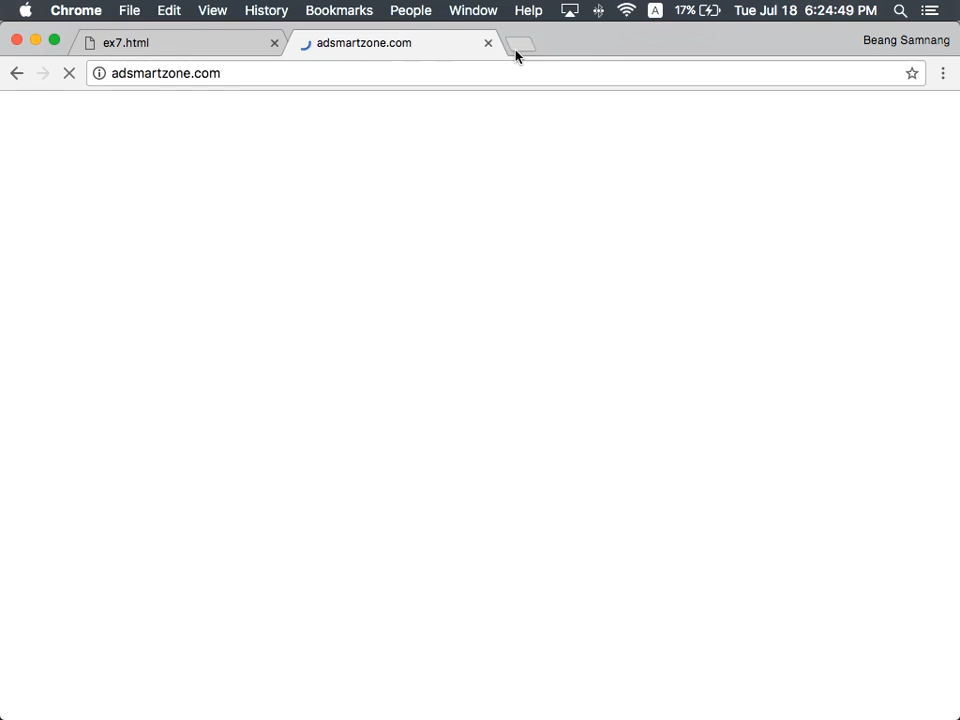 Chrome File Edit View History Bookmarks People Window Help A 17% Tue Jul 18 6:24:49 PM
ex7.html adsmartzone.com Beang Samnang
adsmartzone.com